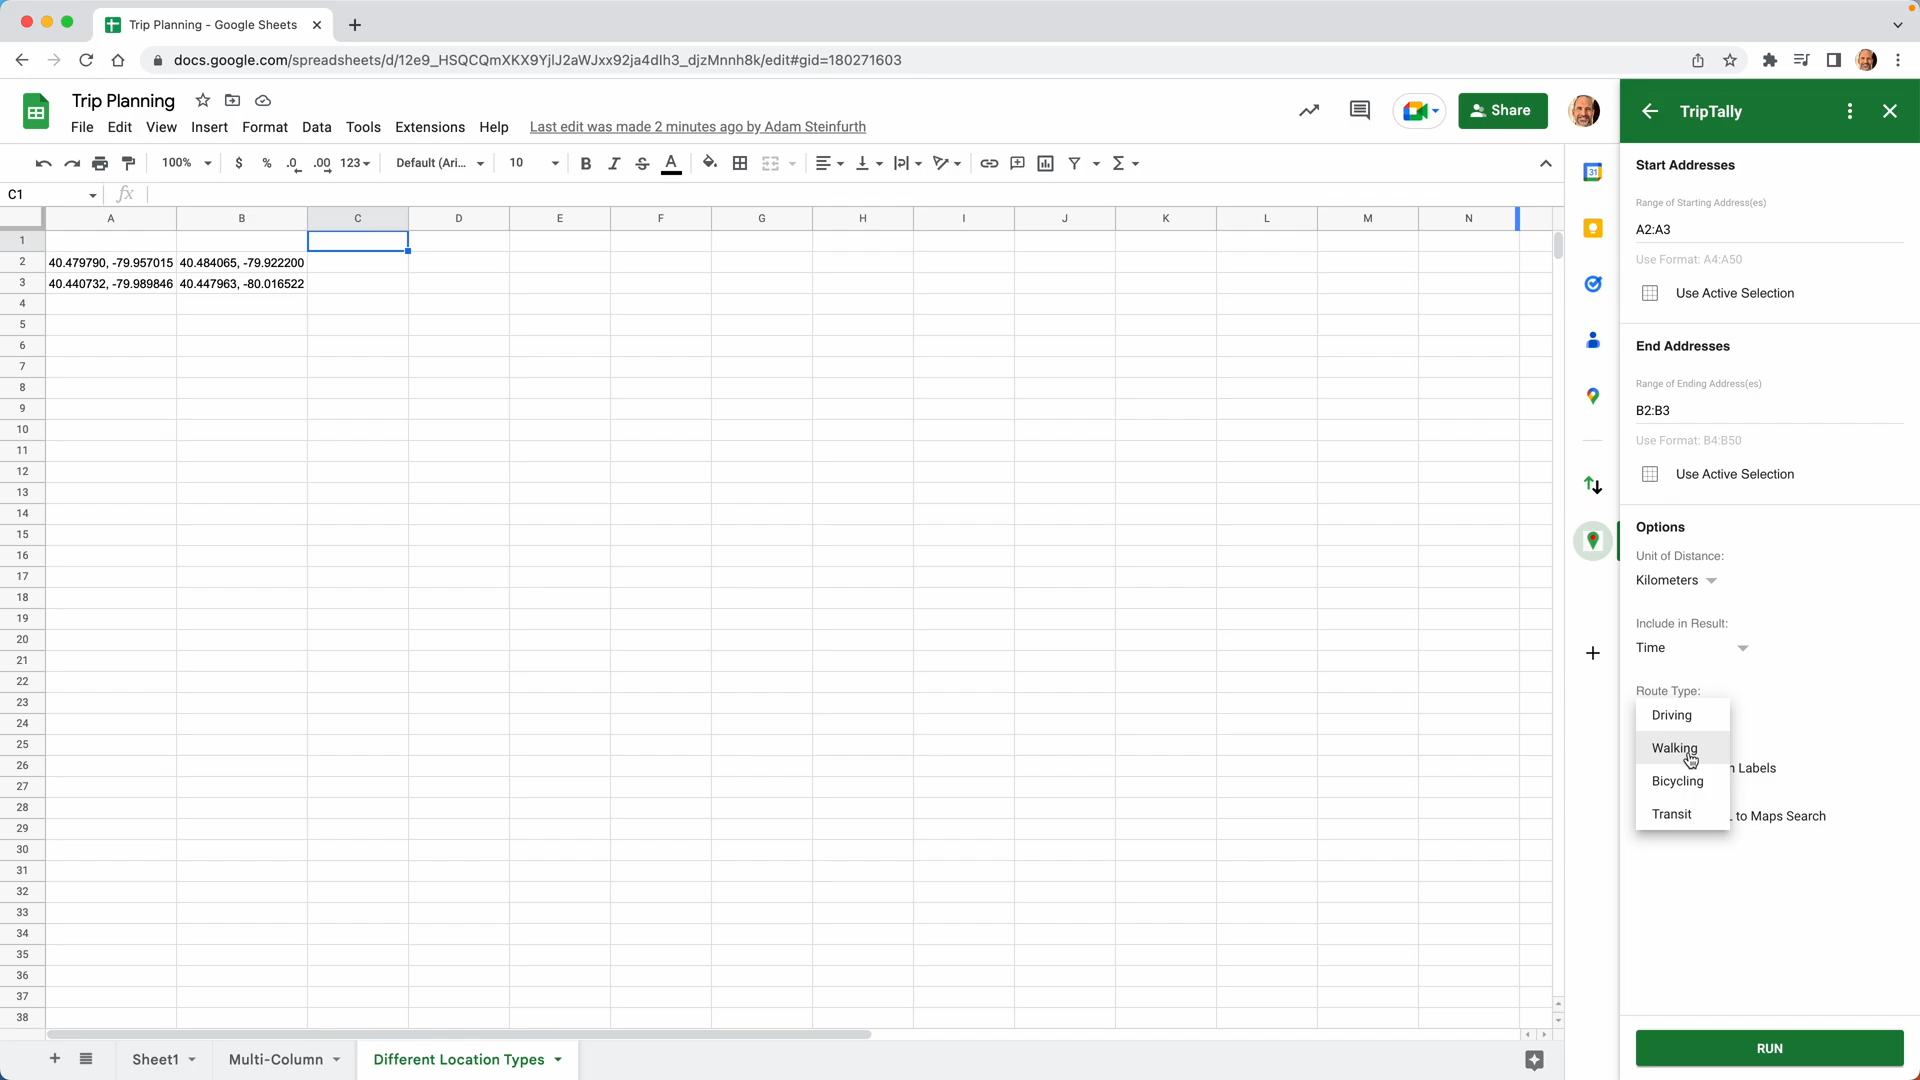 Trip Planning - Google Sheets
docs.google.com/spreadsheets/d/12e9_HSQCQmXKX9YjlJ2aWJxx92ja4dlh3_djzMnnh8k/edit#gid=180271603
Trip Planning
File Edit View Insert Format Data Tools Extensions Help Last edit was made 2 minutes ago by Adam Steinfurth
Share
100% $ % .0 .00 123 Default (Ari... 10 B I S A
C1 fx
A B C D E F G H I J K L M N
1
2 40.479790, -79.957015 40.484065, -79.922200
3 40.440732, -79.989846 40.447963, -80.016522
4
5
6
7
8
9
10
11
12
13
14
15
16
17
18
19
20
21
22
23
24
25
26
27
28
29
30
31
32
33
34
35
36
37
38
Sheet1 Multi-Column Different Location Types
31
TripTally
Start Addresses
Range of Starting Address(es)
A2:A3
Use Format: A4:A50
Use Active Selection
End Addresses
Range of Ending Address(es)
B2:B3
Use Format: B4:B50
Use Active Selection
Options
Unit of Distance:
Kilometers
Include in Result:
Time
Route Type:
Driving
Walking
Labels
Bicycling
Transit
to Maps Search
RUN